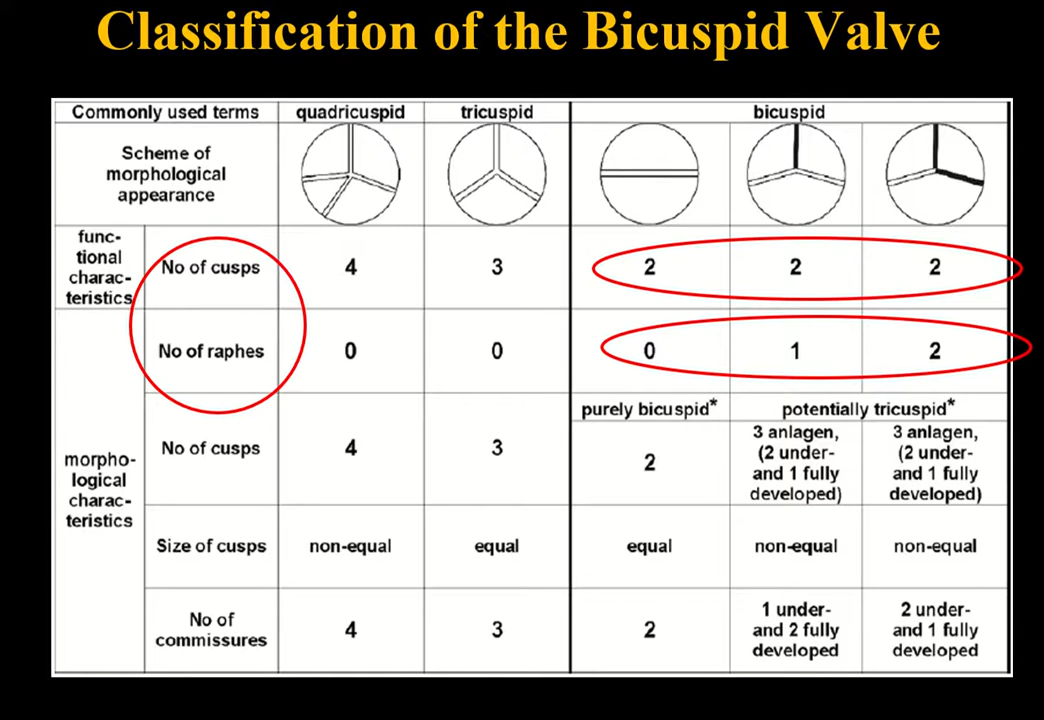 Classification of the Bicuspid Valve
Commonly used terms quadricuspid tricuspid bicuspid
Scheme of
morphological
appearance
func-
tional
charac-
teristics
No of cusps 4 3 2 2 2
No of raphes 0 0 0 1 2
morpho-
logical
charac-
teristics
purely bicuspid* potentially tricuspid*
No of cusps 4 3 2
3 anlagen,
(2 under-
and 1 fully
developed)
3 anlagen,
(2 under-
and 1 fully
developed)
Size of cusps non-equal equal equal non-equal non-equal
No of
commissures
4 3 2
1 under-
and 2 fully
developed
2 under-
and 1 fully
developed